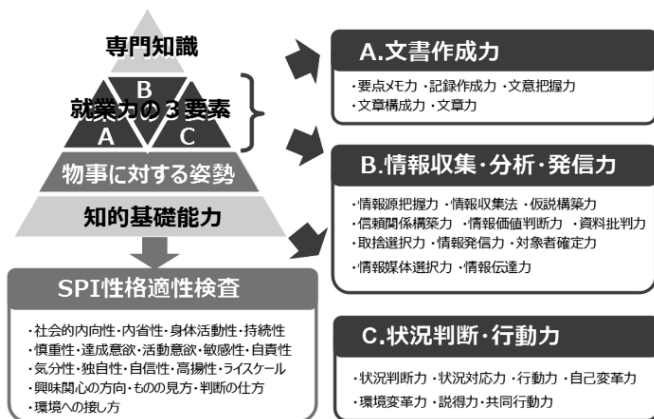 専門知識
B
就業力の3要素
A
C
物事に対する姿勢
知的基礎能力
SPI性格適性検査
・社会的内向性・内省性・身体活動性・持続性
・慎重性・達成意欲・活動意欲・敏感性・自責性
・気分性・独自性・自信性・高揚性・ライスケール
・興味関心の方向・ものの見方・判断の仕方
・環境への接し方
A.文書作成力
・要点メモ力・記録作成力・文意把握力
・文章構成力・文章力
B.情報収集・分析・発信力
・情報源把握力・情報収集法・仮説構築力
・信頼関係構築力・情報価値判断力・資料批判力
・取捨選択力・情報発信力・対象者確定力
・情報媒体選択力・情報伝達力
C.状況判断・行動力
・状況判断力・状況対応力・行動力・自己変革力
・環境変革力・説得力・共同行動力